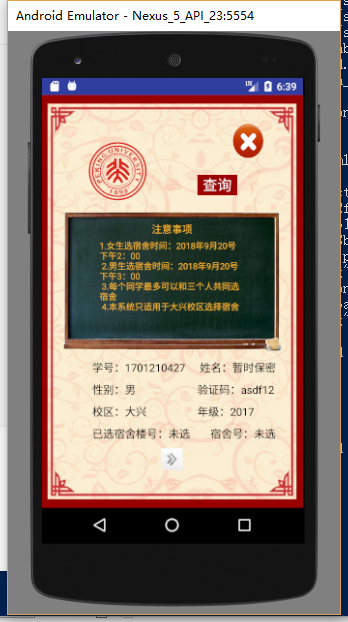 Android Emulator - Nexus_5_API_23:5554
LTE 6:39
PEKING UNIVERSITY
1898
查询
注意事项
1.女生选宿舍时间：2018年9月20号
下午2：00
2.男生选宿舍时间：2018年9月20号
下午3：00
3.每个同学最多可以和三个人共同选
宿舍
4.本系统只适用于大兴校区选择宿舍
学号：1701210427 姓名：暂时保密
性别：男 验证码：asdf12
校区：大兴 年级：2017
已选宿舍楼号：未选 宿舍号：未选